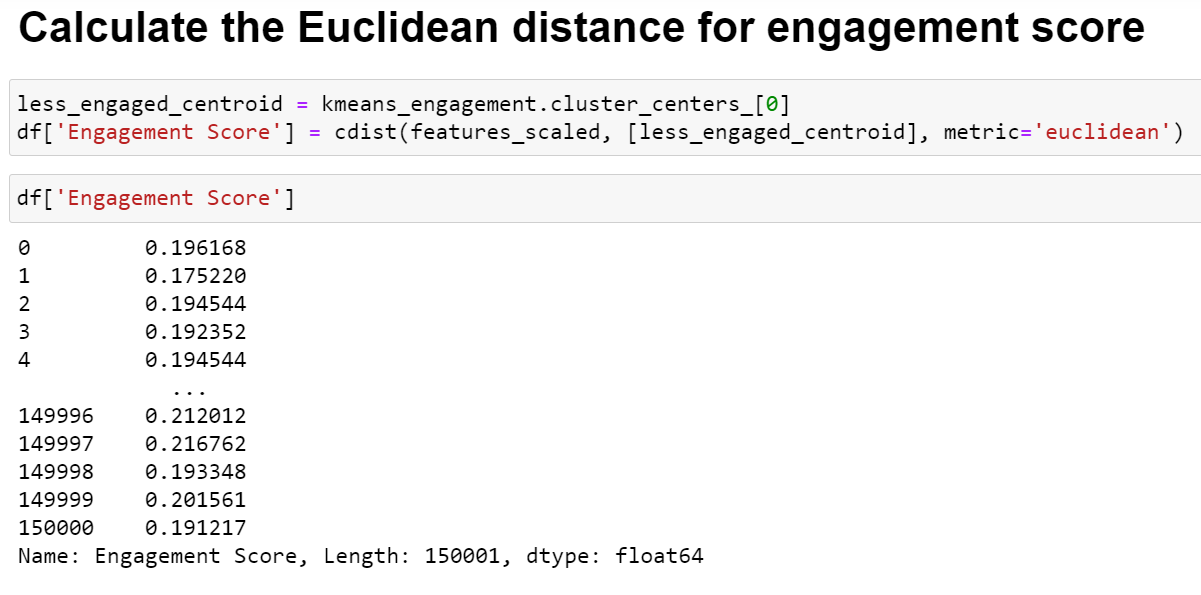 Calculate the Euclidean distance for engagement score
less_engaged_centroid = kmeans_engagement.cluster_centers_[0]
df['Engagement Score'] = cdist(features_scaled, [less_engaged_centroid], metric='euclidean')
df['Engagement Score']
0         0.196168
1         0.175220
2         0.194544
3         0.192352
4         0.194544
            ...
149996    0.212012
149997    0.216762
149998    0.193348
149999    0.201561
150000    0.191217
Name: Engagement Score, Length: 150001, dtype: float64